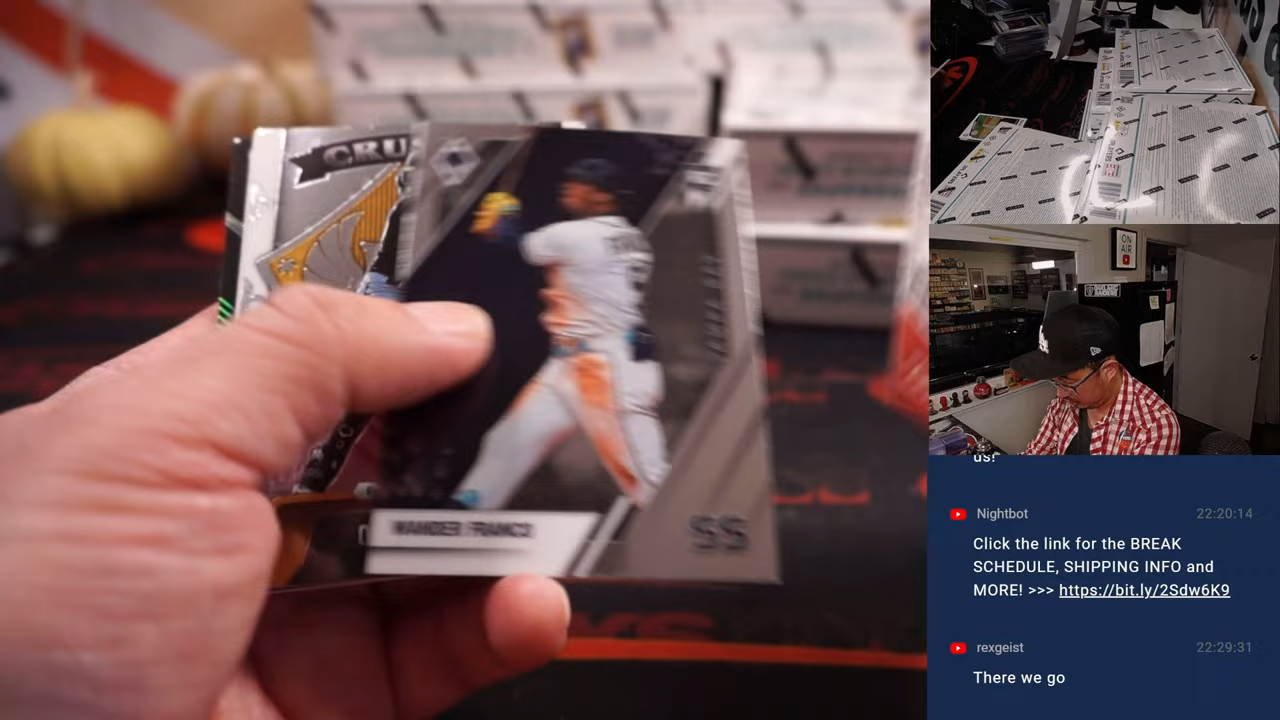 CRU
WANDER FRANCO
SS
ON
AIR
us!
Nightbot
22:20:14
Click the link for the BREAK
SCHEDULE, SHIPPING INFO and
MORE! >>> https://bit.ly/2Sdw6K9
rexgeist
22:29:31
There we go